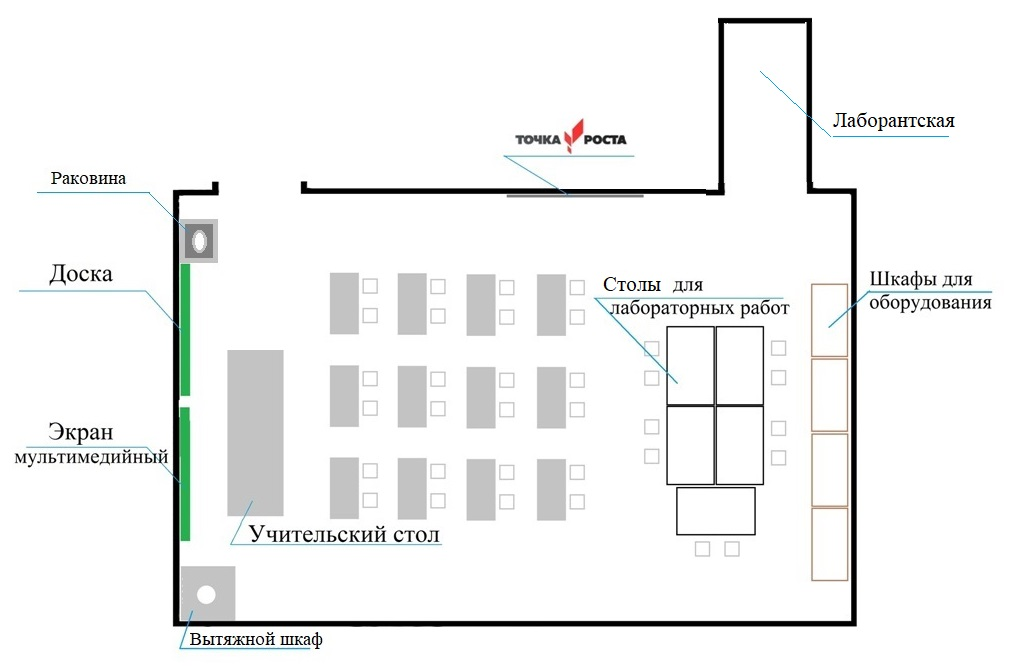 ТОЧКА РОСТА
Лаборантская
Раковина
Доска
Столы для
лабораторных работ
Шкафы для
оборудования
Экран
мультимедийный
Учительский стол
Вытяжной шкаф